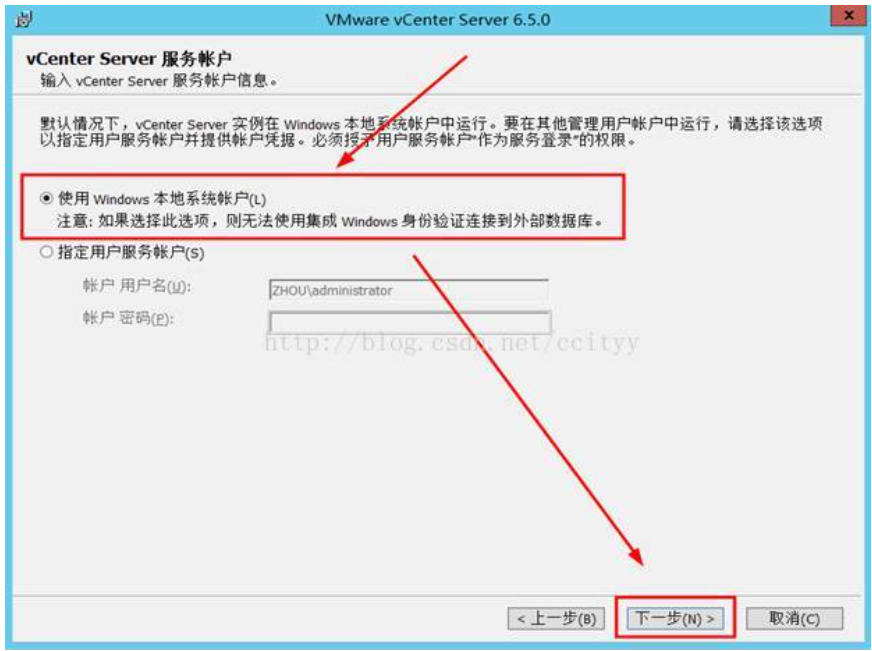 VMware vCenter Server 6.5.0
vCenter Server 服务帐户
输入 vCenter Server 服务帐户信息。
默认情况下，vCenter Server 实例在 Windows 本地系统帐户中运行。要在其他管理用户帐户中运行，请选择该选项
以指定用户服务帐户并提供帐户凭据。必须授予用户服务帐户“作为服务登录”的权限。
使用 Windows 本地系统帐户(L)
注意: 如果选择此选项，则无法使用集成 Windows 身份验证连接到外部数据库。
指定用户服务帐户(S)
帐户 用户名(U):
ZHOU\administrator
帐户 密码(P):
http://blog.csdn.net/ccityy
< 上一步(B)
下一步(N) >
取消(C)